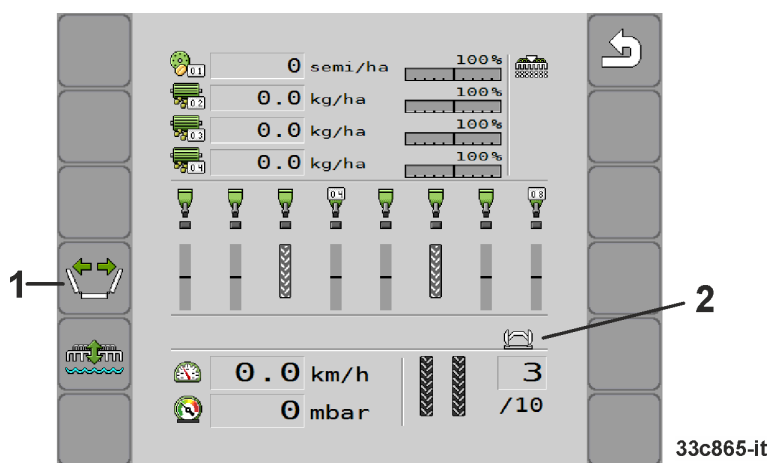 01 0 semi/ha 100%
02 0.0 kg/ha 100%
03 0.0 kg/ha 100%
04 0.0 kg/ha 100%
04 08
1
2
0.0 km/h 3
0 mbar /10
33c865-it